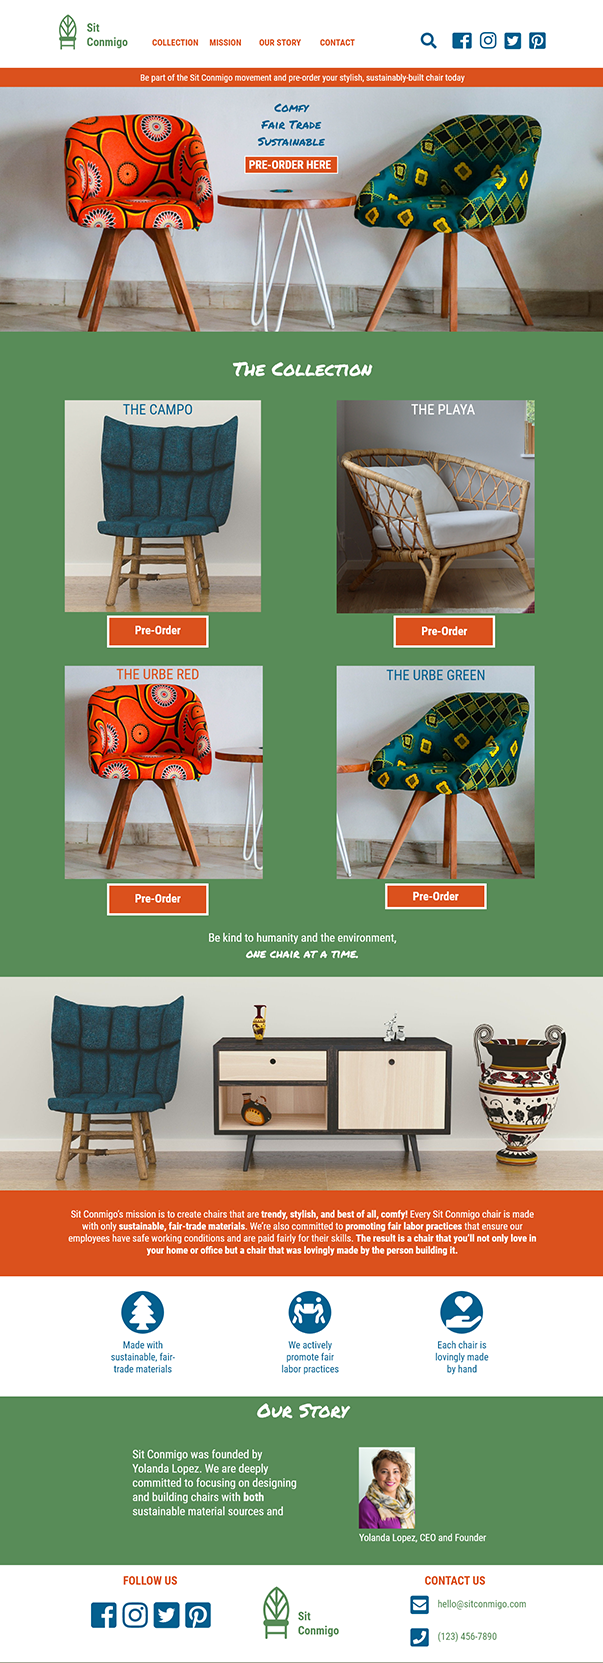 Sit
Conmigo
COLLECTION MISSION OUR STORY CONTACT
Be part of the Sit Conmigo movement and pre-order your stylish, sustainably-built chair today
Comfy
Fair Trade
Sustainable
PRE-ORDER HERE
The Collection
THE CAMPO
THE PLAYA
Pre-Order
Pre-Order
THE URBE RED
THE URBE GREEN
Pre-Order
Pre-Order
Be kind to humanity and the environment,
one chair at a time.
Sit Conmigo's mission is to create chairs that are trendy, stylish, and best of all, comfy! Every Sit Conmigo chair is made
with only sustainable, fair-trade materials. We're also committed to promoting fair labor practices that ensure our
employees have safe working conditions and are paid fairly for their skills. The result is a chair that you'll not only love in
your home or office but a chair that was lovingly made by the person building it.
Made with
sustainable, fair-
trade materials
We actively
promote fair
labor practices
Each chair is
lovingly made
by hand
Our Story
Sit Conmigo was founded by
Yolanda Lopez. We are deeply
committed to focusing on designing
and building chairs with both
sustainable material sources and
Yolanda Lopez, CEO and Founder
FOLLOW US
Sit
Conmigo
CONTACT US
hello@sitconmigo.com
(123) 456-7890